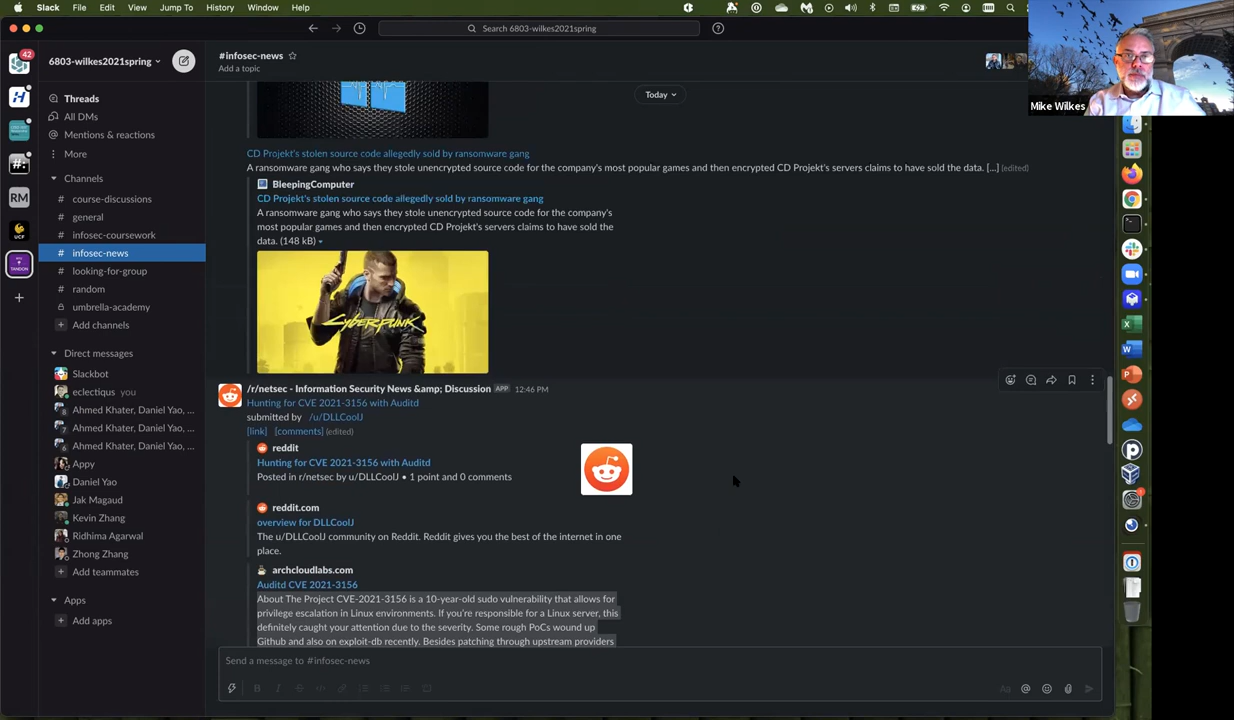 Slack File Edit View Jump To History Window Help
Search 6803-wilkes2021spring
42
6803-wilkes2021spring
#infosec-news
Add a topic
Threads
All DMs
Mentions & reactions
More
Channels
# course-discussions
# general
# infosec-coursework
# infosec-news
# looking-for-group
# random
umbrella-academy
Add channels
Direct messages
Slackbot
eclectiqus you
8 Ahmed Khater, Daniel Yao, ...
7 Ahmed Khater, Daniel Yao, ...
6 Ahmed Khater, Daniel Yao, ...
Appy
Daniel Yao
Jak Magaud
Kevin Zhang
Ridhima Agarwal
Zhong Zhang
Add teammates
Apps
Add apps
RM
UCF
TANDON
Today
CD Projekt's stolen source code allegedly sold by ransomware gang
A ransomware gang who says they stole unencrypted source code for the company's most popular games and then encrypted CD Projekt's servers claims to have sold the data. [...] (edited)
BleepingComputer
CD Projekt's stolen source code allegedly sold by ransomware gang
A ransomware gang who says they stole unencrypted source code for the company's
most popular games and then encrypted CD Projekt's servers claims to have sold the
data. (148 kB)
CYBERPUNK
/r/netsec - Information Security News &amp; Discussion APP 12:46 PM
Hunting for CVE 2021-3156 with Auditd
submitted by /u/DLLCoolJ
[link] [comments] (edited)
reddit
Hunting for CVE 2021-3156 with Auditd
Posted in r/netsec by u/DLLCoolJ • 1 point and 0 comments
reddit.com
overview for DLLCoolJ
The u/DLLCoolJ community on Reddit. Reddit gives you the best of the internet in one
place.
archcloudlabs.com
Auditd CVE 2021-3156
About The Project CVE-2021-3156 is a 10-year-old sudo vulnerability that allows for
privilege escalation in Linux environments. If you're responsible for a Linux server, this
definitely caught your attention due to the severity. Some rough PoCs wound up
Github and also on exploit-db recently. Besides patching through upstream providers
Send a message to #infosec-news
Mike Wilkes